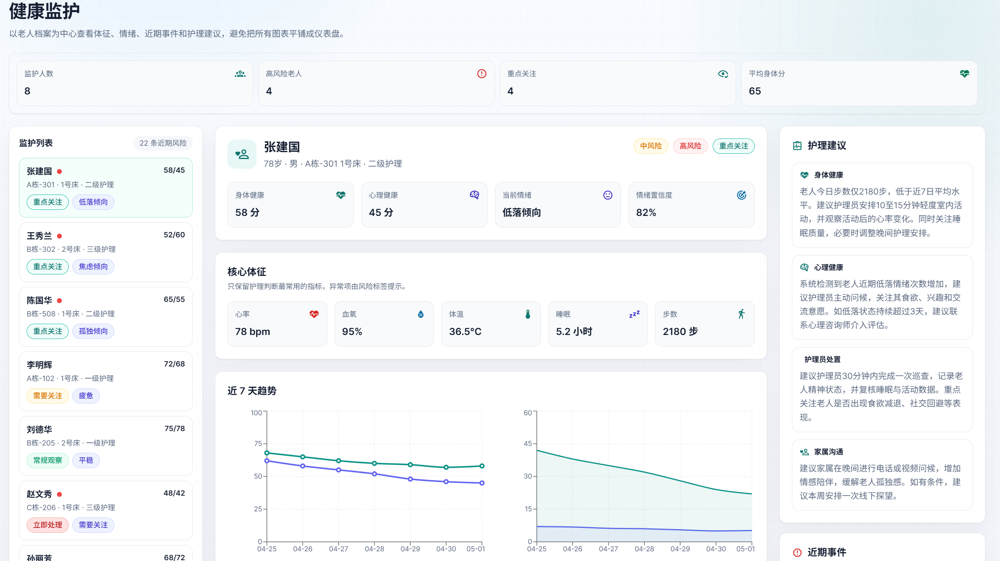 健康监护
以老人档案为中心查看体征、情绪、近期事件和护理建议，避免把所有图表平铺成仪表盘。
监护人数
8
高风险老人
4
重点关注
4
平均身体分
65
监护列表
22 条近期风险
张建国
58/45
A栋-301 · 1号床 · 二级护理
重点关注
低落倾向
王秀兰
52/60
B栋-302 · 2号床 · 三级护理
重点关注
焦虑倾向
陈国华
65/55
B栋-508 · 1号床 · 二级护理
重点关注
孤独倾向
李明辉
72/68
A栋-102 · 1号床 · 一级护理
需要关注
疲惫
刘德华
75/78
B栋-205 · 2号床 · 一级护理
常规观察
平稳
赵文秀
48/42
C栋-206 · 1号床 · 三级护理
立即处理
需要关注
孙丽芳
68/72
张建国
78岁 · 男 · A栋-301 1号床 · 二级护理
中风险
高风险
重点关注
身体健康
58 分
心理健康
45 分
当前情绪
低落倾向
情绪置信度
82%
核心体征
只保留护理判断最常用的指标，异常项由风险标签提示。
心率
78 bpm
血氧
95%
体温
36.5°C
睡眠
5.2 小时
步数
2180 步
近 7 天趋势
100
75
50
25
0
04-25
04-26
04-27
04-28
04-29
04-30
05-01
60
45
30
15
0
04-25
04-26
04-27
04-28
04-29
04-30
05-01
护理建议
身体健康
老人今日步数仅2180步，低于近7日平均水
平。建议护理员安排10至15分钟轻度室内活
动，并观察活动后的心率变化。同时关注睡
眠质量，必要时调整晚间护理安排。
心理健康
系统检测到老人近期低落情绪次数增加，建
议护理员主动问候，关注其食欲、兴趣和交
流意愿。如低落状态持续超过3天，建议联
系心理咨询师介入评估。
护理员处置
建议护理员30分钟内完成一次巡查，记录老
人精神状态，并复核睡眠与活动数据。重点
关注老人是否出现食欲减退、社交回避等表
现。
家属沟通
建议家属在晚间进行电话或视频问候，增加
情感陪伴，缓解老人孤独感。如有条件，建
议本周安排一次线下探望。
近期事件